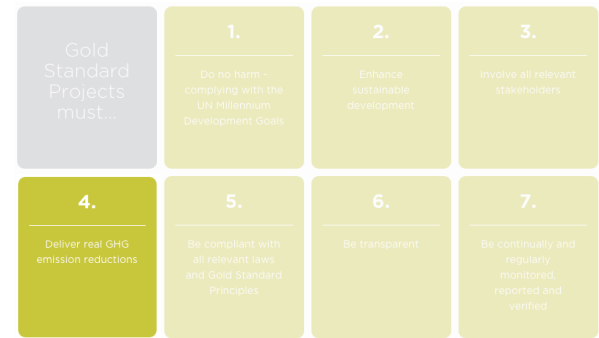 Gold
Standard
Projects
must...
1.
Do no harm -
complying with the
UN Millennium
Development Goals
2.
Enhance
sustainable
development
3.
Involve all relevant
stakeholders
4.
Deliver real GHG
emission reductions
5.
Be compliant with
all relevant laws
and Gold Standard
Principles
6.
Be transparent
7.
Be continually and
regularly
monitored,
reported and
verified